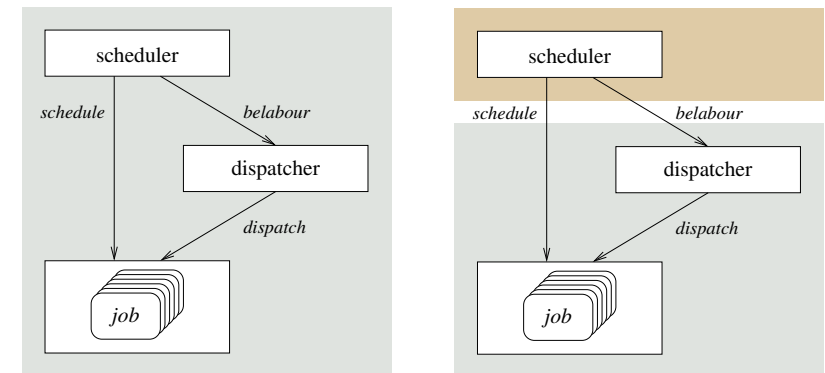 scheduler
schedule
belabour
dispatcher
dispatch
job
scheduler
schedule
belabour
dispatcher
dispatch
job